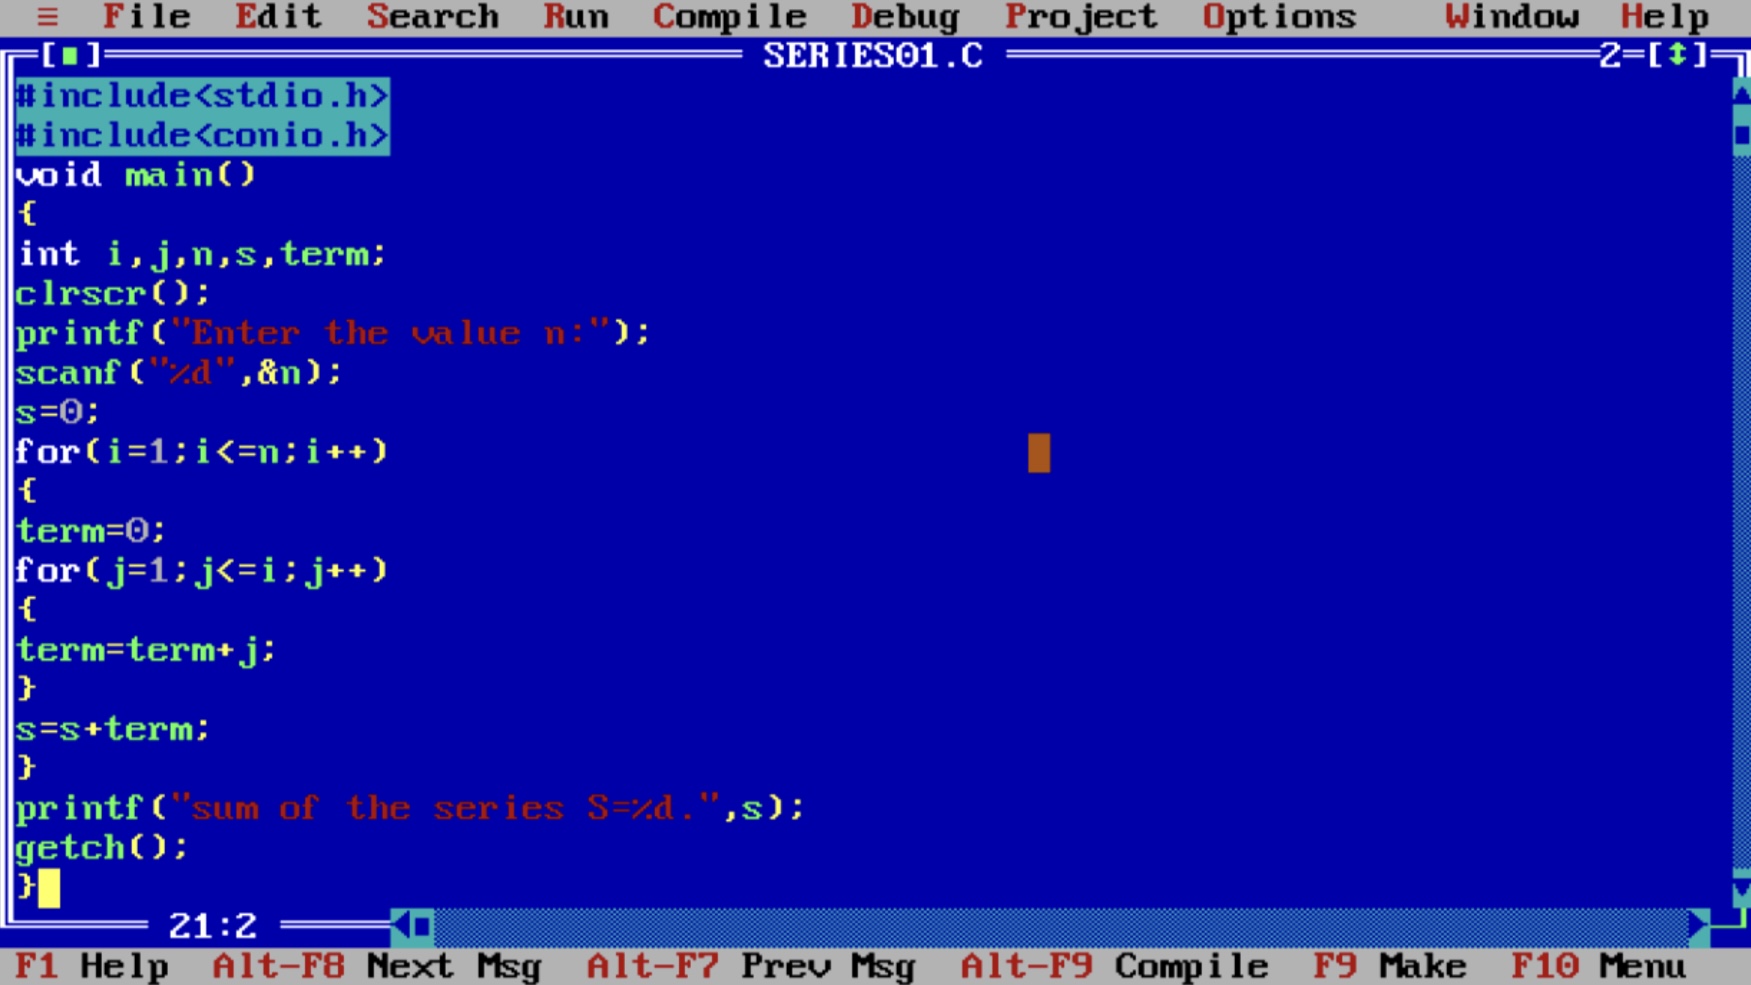 ≡ File Edit Search Run Compile Debug Project Options Window Help
[■] SERIES01.C 2=[↕]
#include<stdio.h>
#include<conio.h>
void main()
{
int i,j,n,s,term;
clrscr();
printf("Enter the value n:");
scanf("%d",&n);
s=0;
for(i=1;i<=n;i++)
{
term=0;
for(j=1;j<=i;j++)
{
term=term+j;
}
s=s+term;
}
printf("sum of the series S=%d.",s);
getch();
}
21:2
F1 Help Alt-F8 Next Msg Alt-F7 Prev Msg Alt-F9 Compile F9 Make F10 Menu